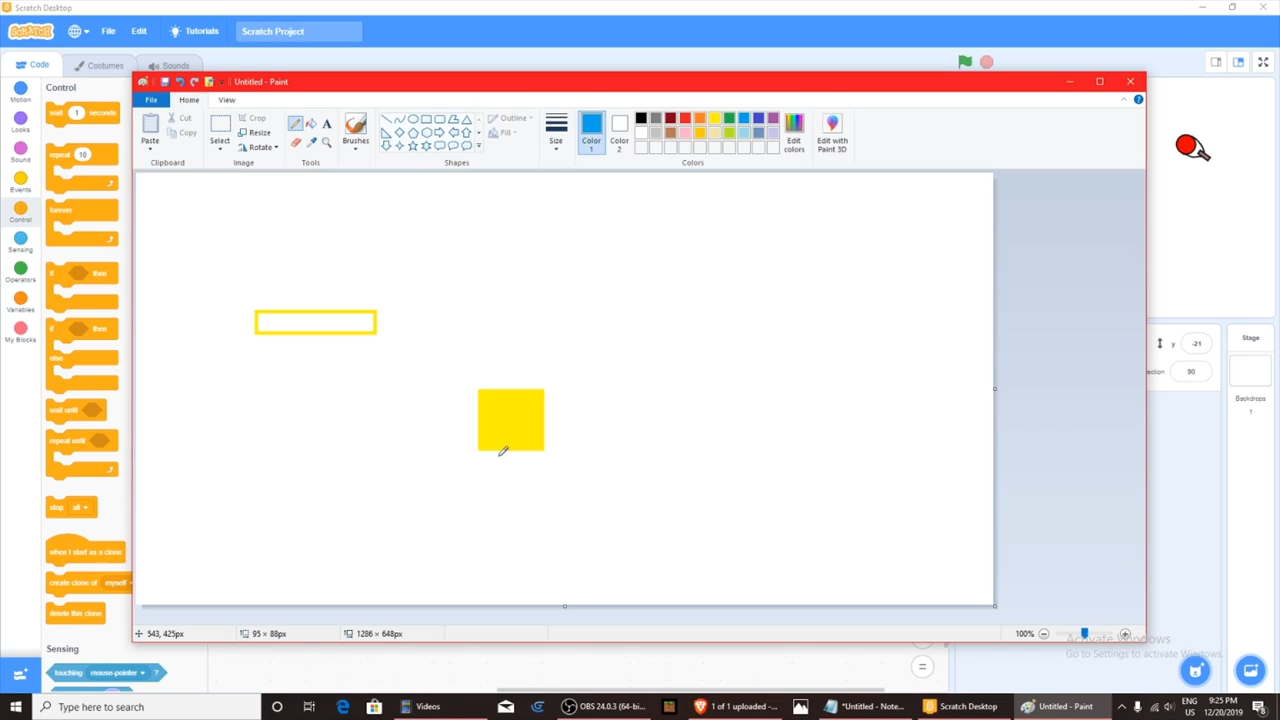 Scratch Desktop
SCRATCH
File
Edit
Tutorials
Scratch Project
Code
Costumes
Sounds
Untitled - Paint
File
Home
View
Paste
Cut
Copy
Clipboard
Select
Crop
Resize
Rotate
Image
A
Tools
Brushes
Shapes
Outline
Fill
Size
Color 1
Color 2
Colors
Edit colors
Edit with Paint 3D
Motion
Looks
Sound
Events
Control
Sensing
Operators
Variables
My Blocks
Control
wait 1 seconds
repeat 10
forever
if then
if then
else
wait until
repeat until
stop all
when I start as a clone
create clone of myself
delete this clone
Sensing
touching mouse-pointer ?
y -21
90
Stage
Backdrops
1
543, 425px
95 × 88px
1286 × 648px
100%
Activate Windows
Go to Settings to activate Windows.
Type here to search
Videos
OBS 24.0.3 (64-bi...
1 of 1 uploaded -...
*Untitled - Note...
Scratch Desktop
Untitled - Paint
ENG
US
9:25 PM
12/20/2019
8